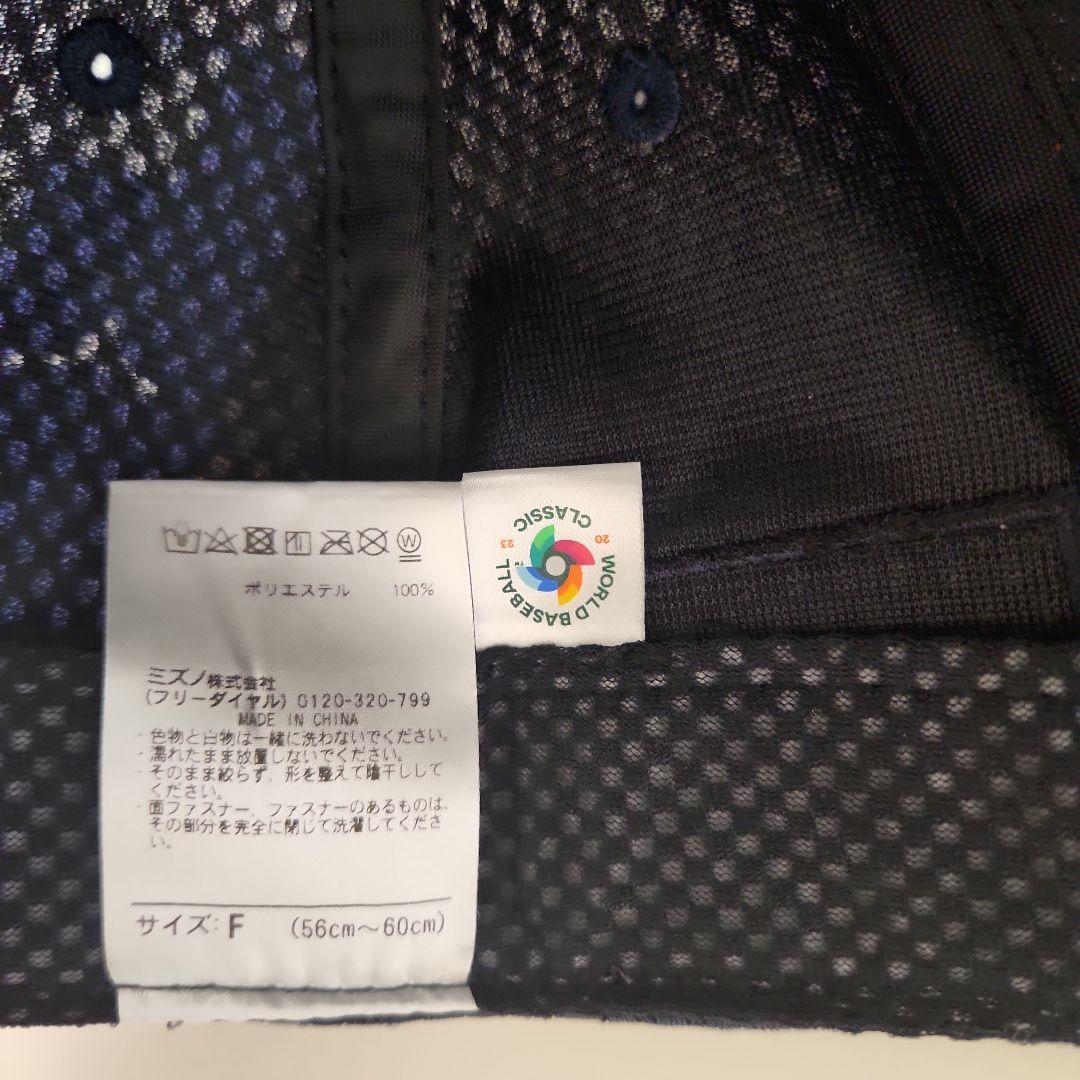 W
ポリエステル 100%
ミズノ株式会社
(フリーダイヤル) 0120-320-799
MADE IN CHINA
・色物と白物は一緒に洗わないでください。
・濡れたまま放置しないでください。
・そのまま絞らず、形を整えて陰干しして
ください。
・面ファスナー、ファスナーのあるものは、
その部分を完全に閉じて洗濯してくださ
い。
サイズ: F (56cm〜60cm)
WORLD BASEBALL
CLASSIC
20 23
TM